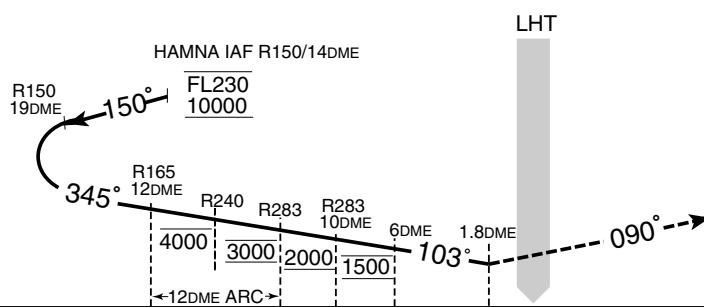 LHT
HAMNA IAF R150/14DME
FL230
10000
R150
19DME
150°
345°
R165
12DME
R240
R283
R283
10DME
6DME
1.8DME
103°
090°
4000
3000
2000
1500
12DME ARC